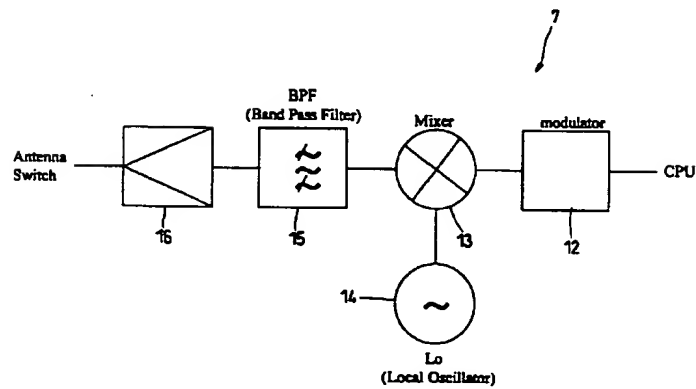 7
BPF
(Band Pass Filter)
Mixer
modulator
Antenna
Switch
CPU
16
15
13
12
14
Lo
(Local Oscillator)